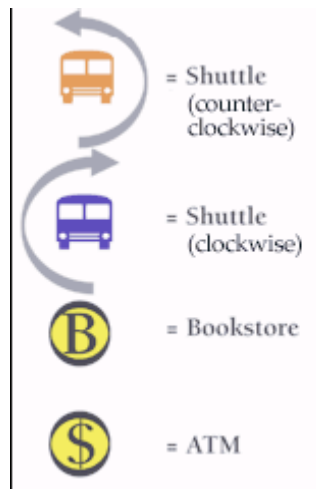 = Shuttle
(counter-
clockwise)
= Shuttle
(clockwise)
B = Bookstore
$ = ATM